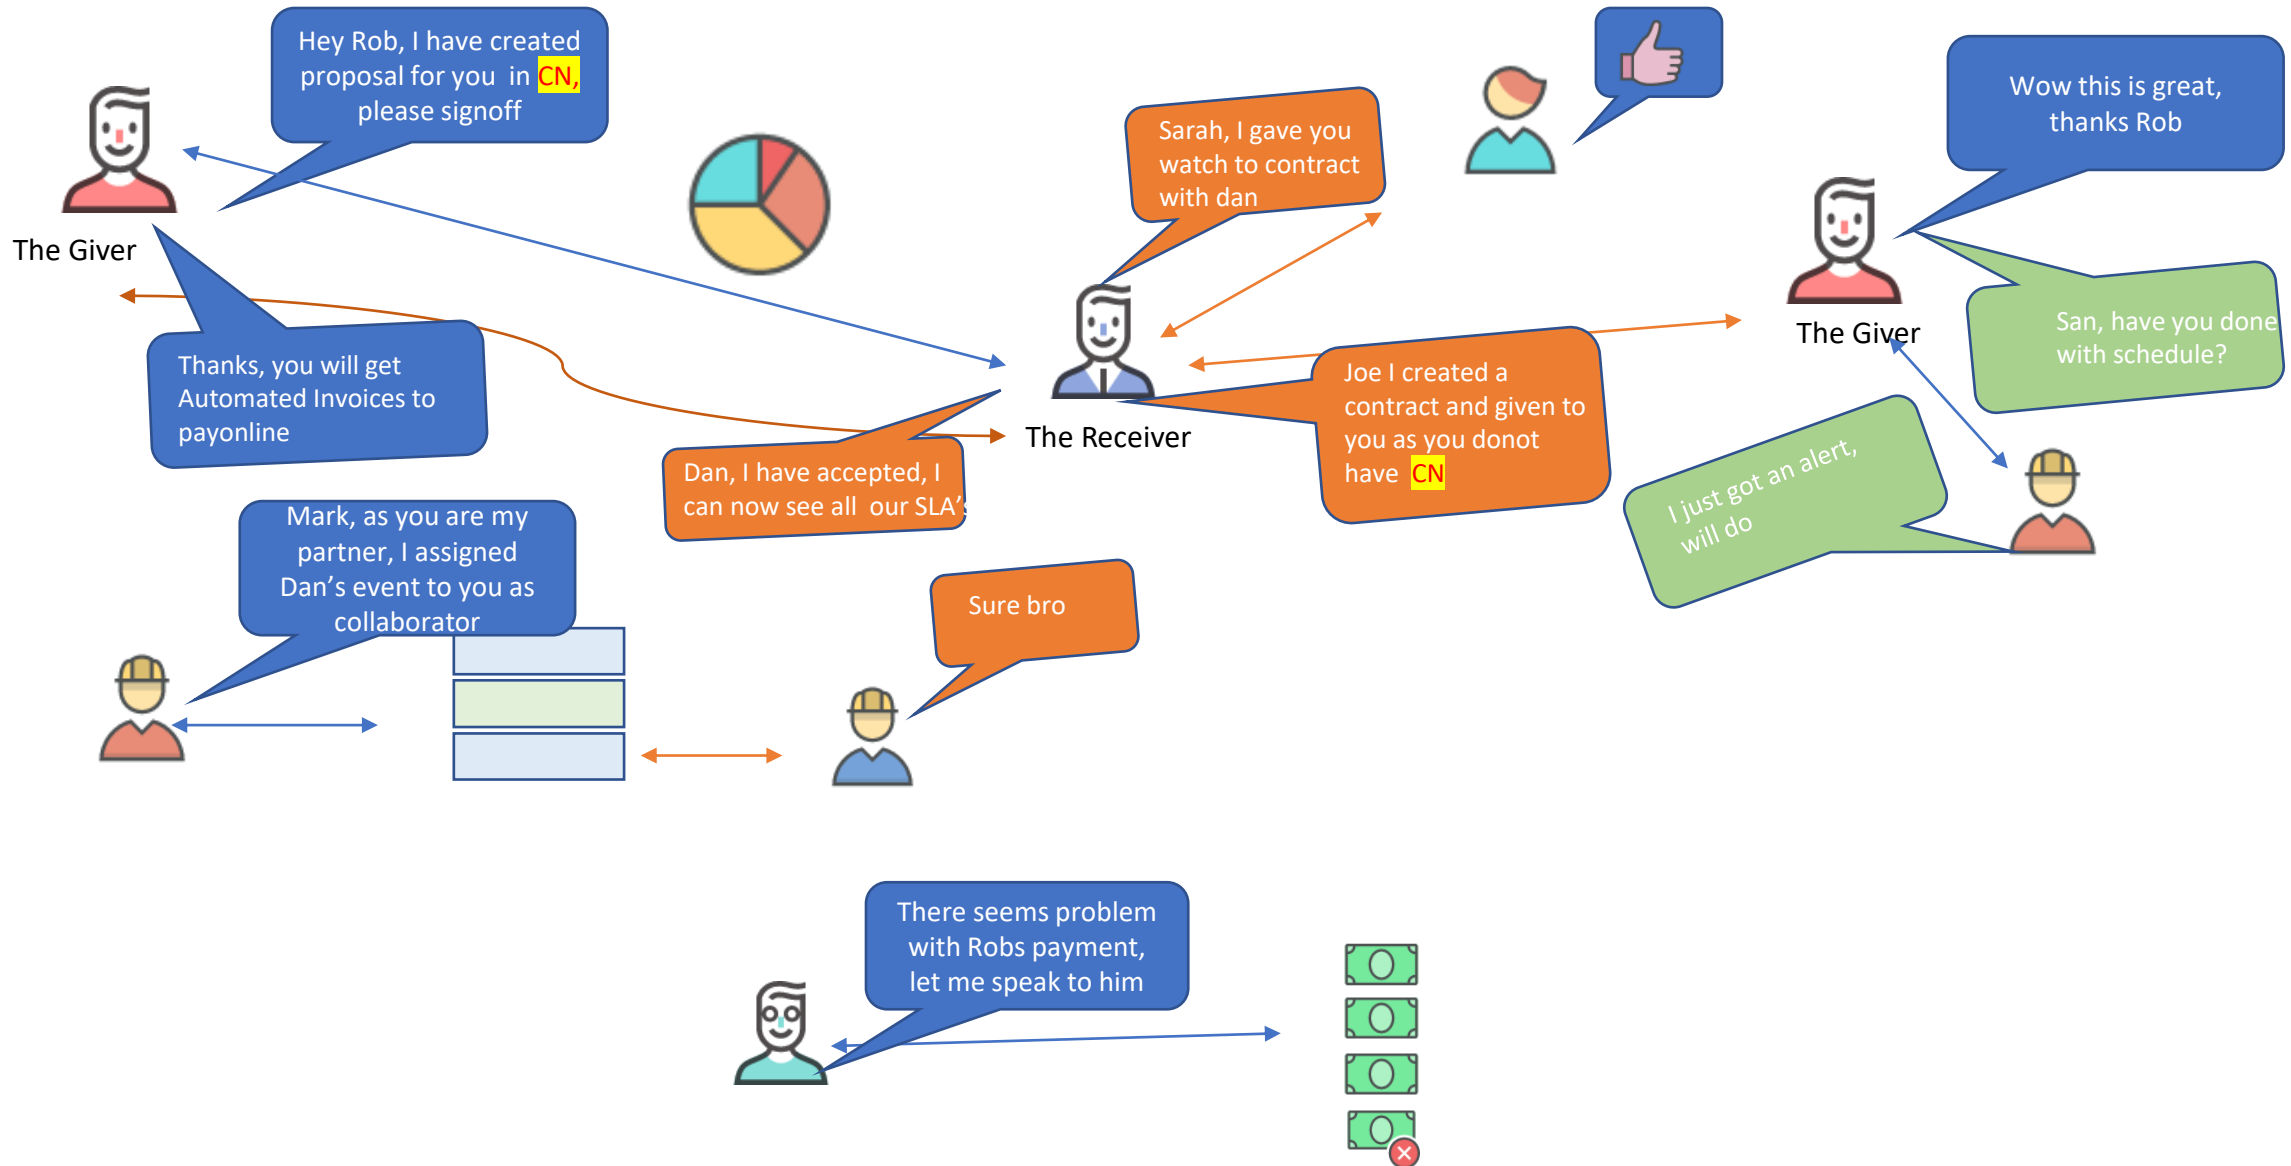 Hey Rob, I have created
proposal for you in CN,
please signoff
The Giver
Thanks, you will get
Automated Invoices to
payonline
Sarah, I gave you
watch to contract
with dan
The Receiver
Dan, I have accepted, I
can now see all our SLA's
Joe I created a
contract and given to
you as you donot
have CN
Wow this is great,
thanks Rob
The Giver
San, have you done
with schedule?
I just got an alert,
will do
Mark, as you are my
partner, I assigned
Dan's event to you as
collaborator
Sure bro
There seems problem
with Robs payment,
let me speak to him